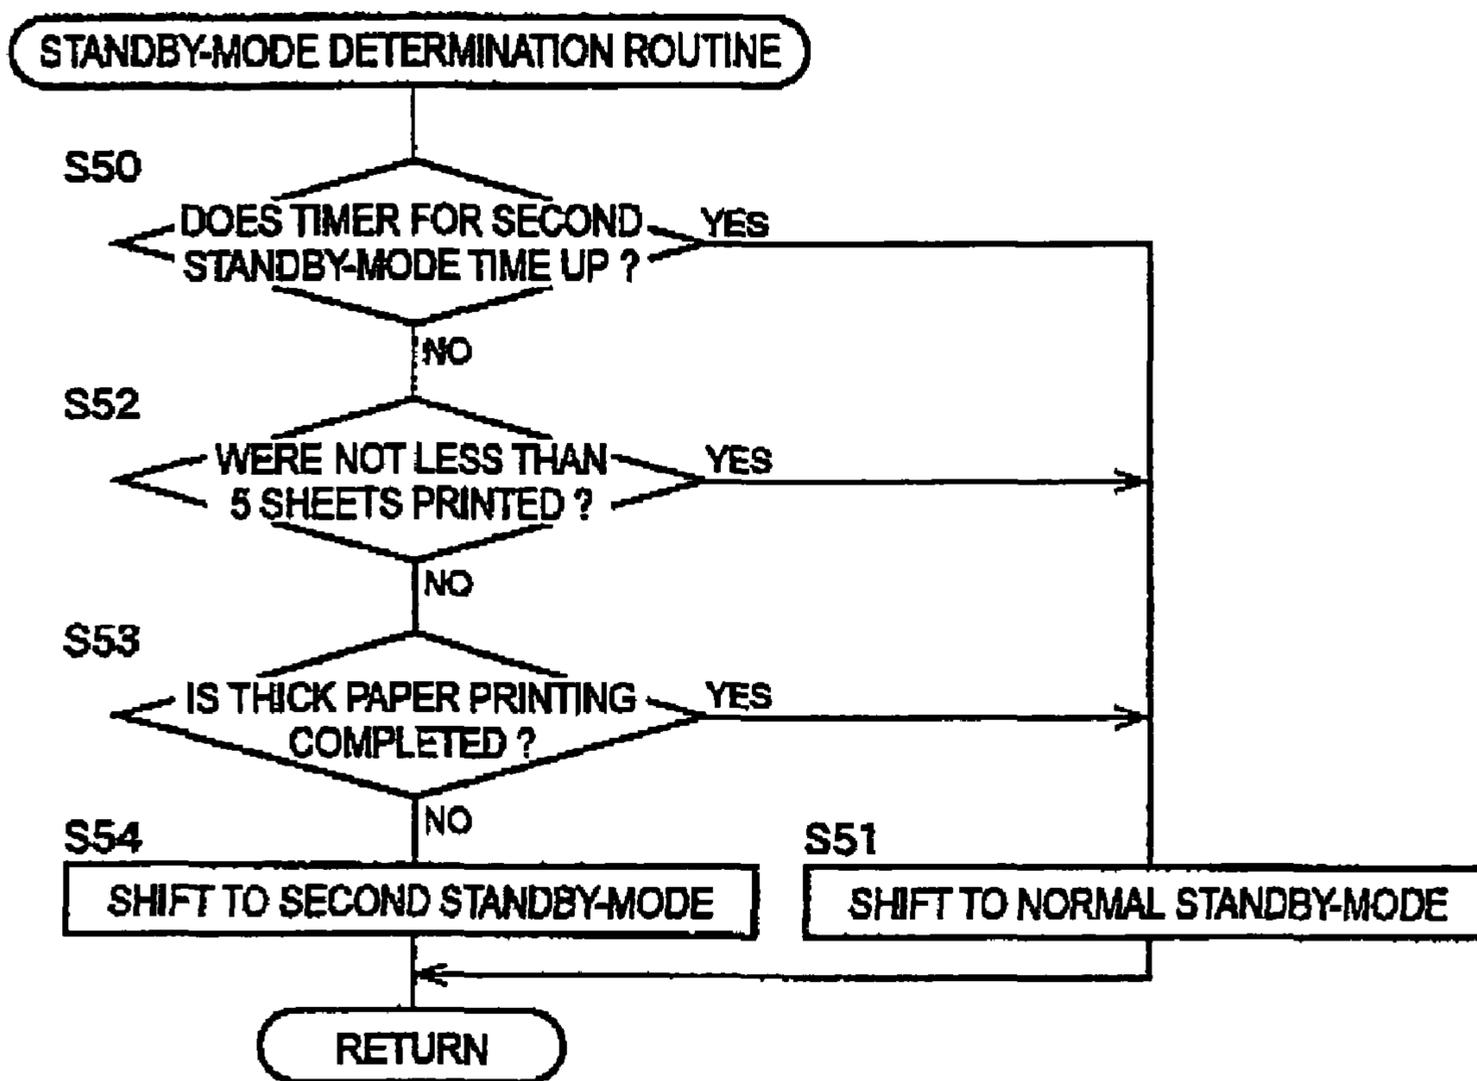 STANDBY-MODE DETERMINATION ROUTINE
S50
DOES TIMER FOR SECOND
STANDBY-MODE TIME UP ?
YES
NO
S52
WERE NOT LESS THAN
5 SHEETS PRINTED ?
YES
NO
S53
IS THICK PAPER PRINTING
COMPLETED ?
YES
NO
S54
SHIFT TO SECOND STANDBY-MODE
S51
SHIFT TO NORMAL STANDBY-MODE
RETURN